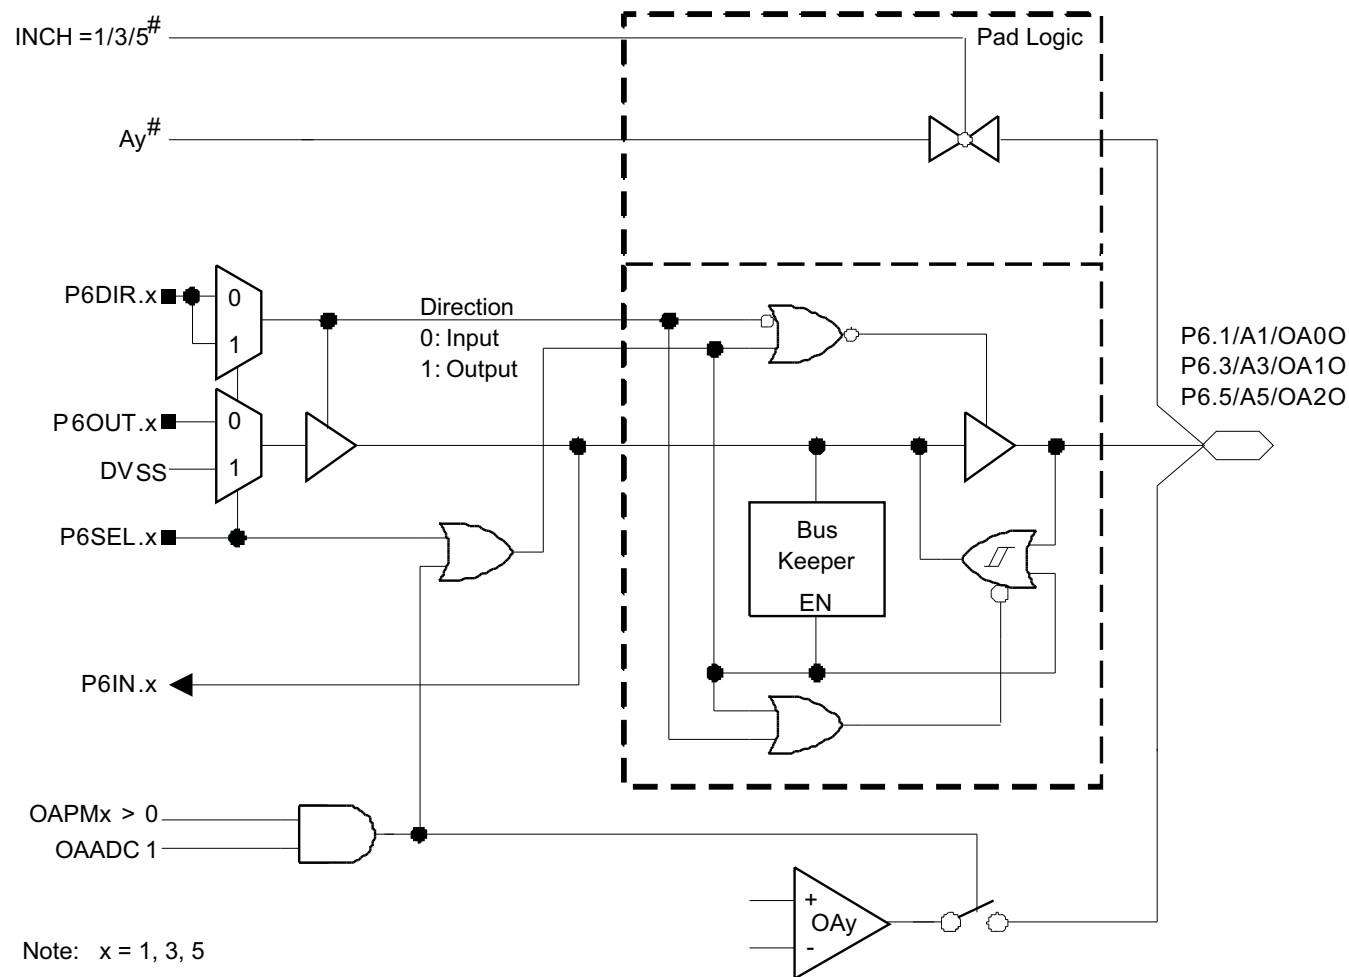 INCH =1/3/5#
Pad Logic
Ay#
P6DIR.x
0
1
Direction
0: Input
1: Output
P6.1/A1/OA0O
P6.3/A3/OA1O
P6.5/A5/OA2O
P6OUT.x
0
DVSS
1
P6SEL.x
Bus
Keeper
EN
P6IN.x
OAPMx > 0
OAADC 1
+
OAy
-
Note: x = 1, 3, 5